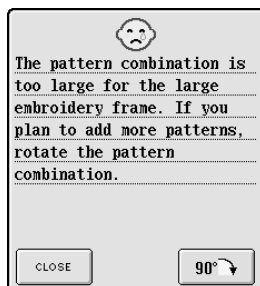 The pattern combination is
too large for the large
embroidery frame. If you
plan to add more patterns,
rotate the pattern
combination.
CLOSE
90°